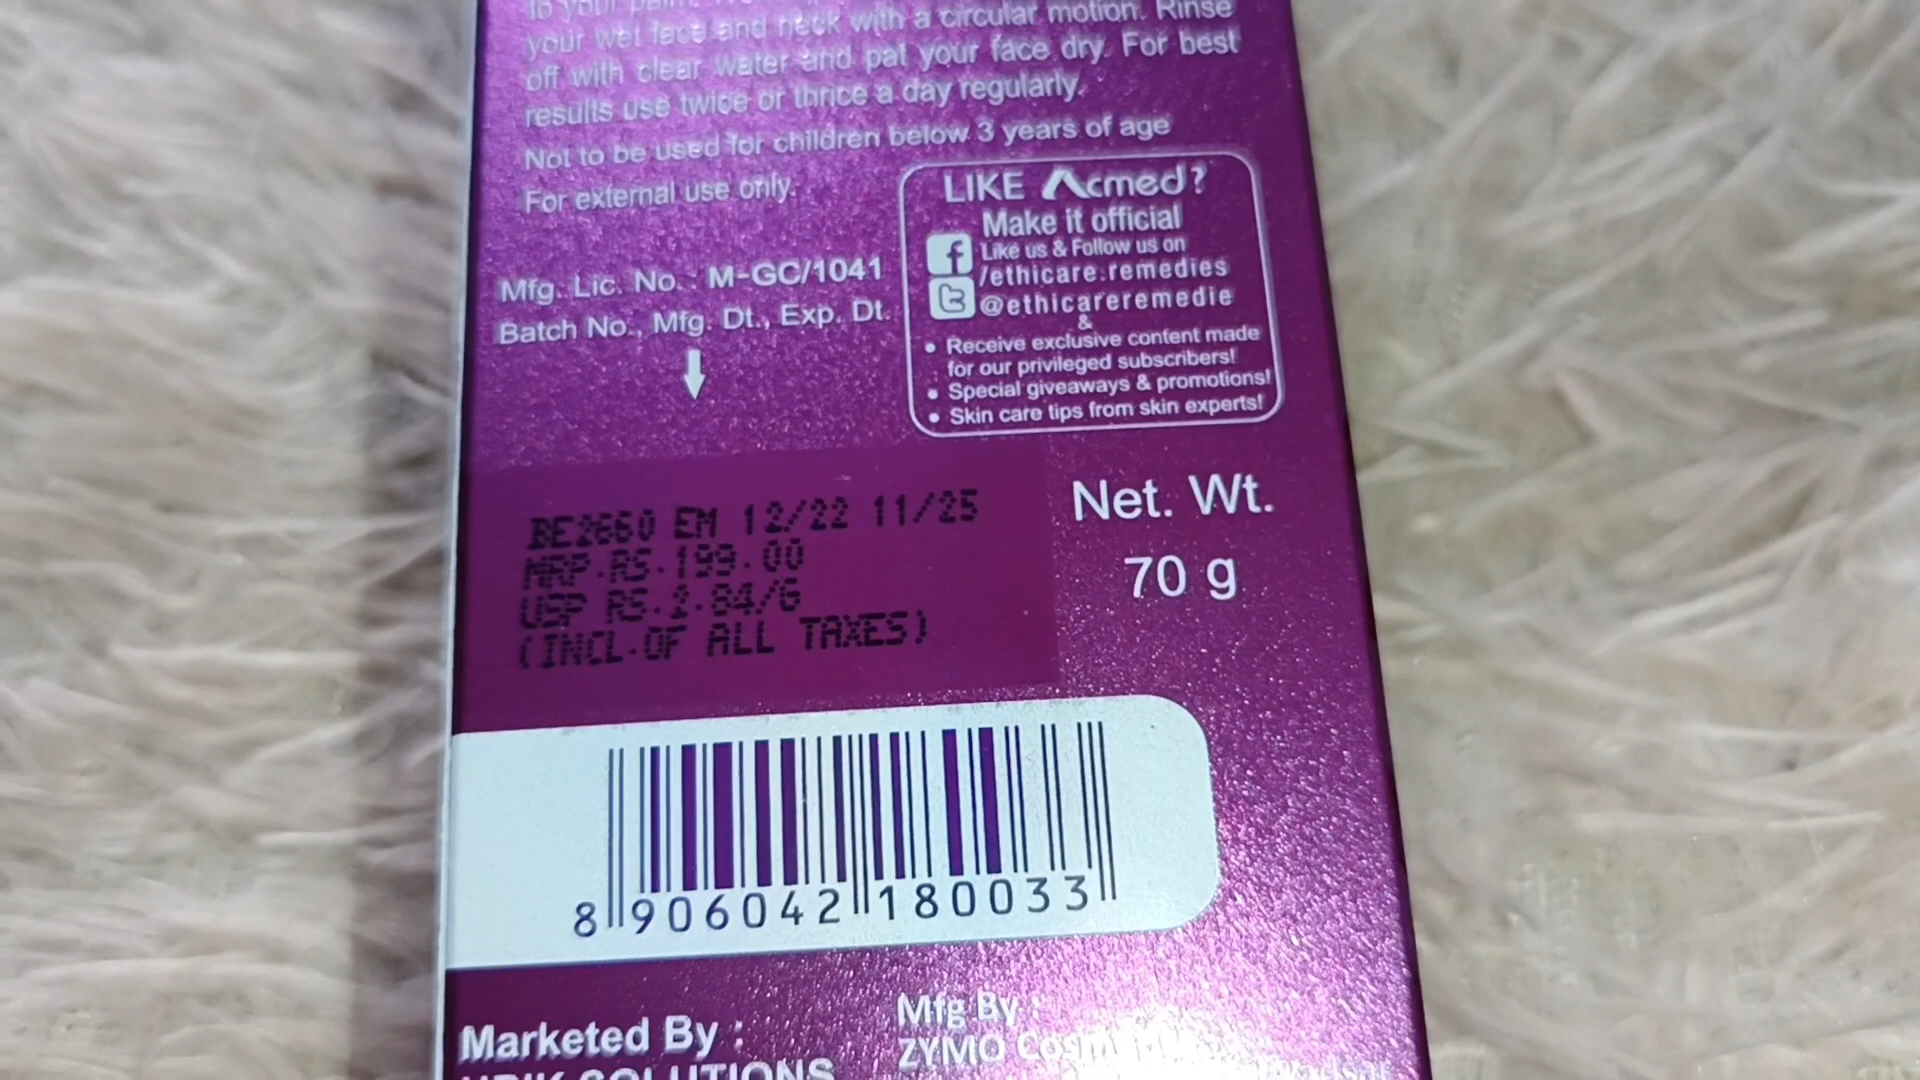 to your
your wet face and neck with a circular motion. Rinse
off with clear water and pat your face dry. For best
results use twice or thrice a day regularly.
Not to be used for children below 3 years of age
For external use only.
Mfg. Lic. No. : M-GC/1041
Batch No., Mfg. Dt., Exp. Dt.
LIKE Acmed?
Make it official
Like us & Follow us on
/ethicare.remedies
@ethicareremedie
&
• Receive exclusive content made
for our privileged subscribers!
• Special giveaways & promotions!
• Skin care tips from skin experts!
BE2660 EM 12/22 11/25
MRP.RS.199.00
USP RS.2.84/G
(INCL.OF ALL TAXES)
Net. Wt.
70 g
8 906042 180033
Marketed By :
SOLUTIONS
Mfg By :
ZYMO